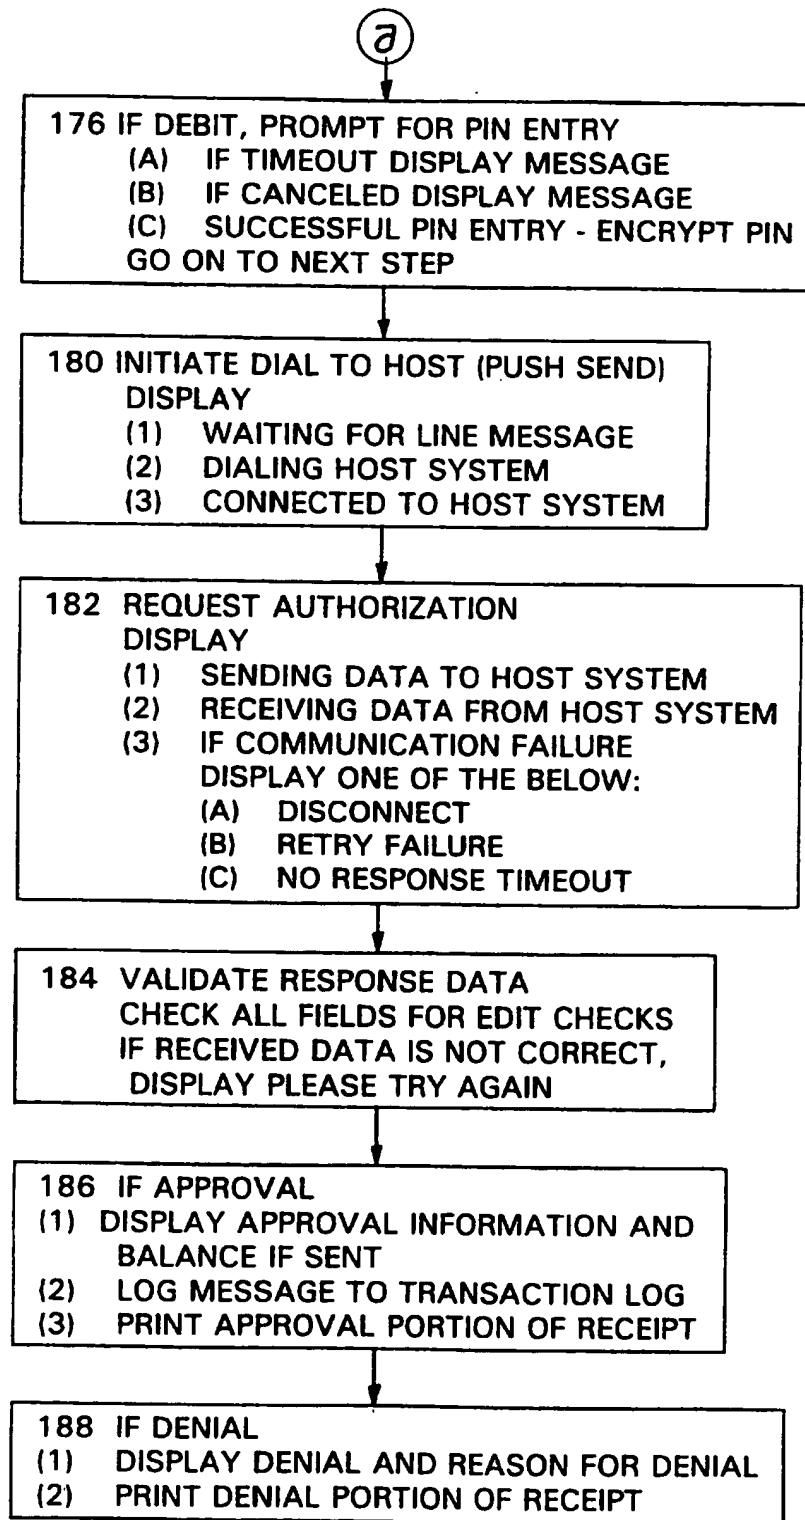 a
176 IF DEBIT, PROMPT FOR PIN ENTRY
(A) IF TIMEOUT DISPLAY MESSAGE
(B) IF CANCELED DISPLAY MESSAGE
(C) SUCCESSFUL PIN ENTRY - ENCRYPT PIN
GO ON TO NEXT STEP
180 INITIATE DIAL TO HOST (PUSH SEND)
DISPLAY
(1) WAITING FOR LINE MESSAGE
(2) DIALING HOST SYSTEM
(3) CONNECTED TO HOST SYSTEM
182 REQUEST AUTHORIZATION
DISPLAY
(1) SENDING DATA TO HOST SYSTEM
(2) RECEIVING DATA FROM HOST SYSTEM
(3) IF COMMUNICATION FAILURE
DISPLAY ONE OF THE BELOW:
(A) DISCONNECT
(B) RETRY FAILURE
(C) NO RESPONSE TIMEOUT
184 VALIDATE RESPONSE DATA
CHECK ALL FIELDS FOR EDIT CHECKS
IF RECEIVED DATA IS NOT CORRECT,
DISPLAY PLEASE TRY AGAIN
186 IF APPROVAL
(1) DISPLAY APPROVAL INFORMATION AND
BALANCE IF SENT
(2) LOG MESSAGE TO TRANSACTION LOG
(3) PRINT APPROVAL PORTION OF RECEIPT
188 IF DENIAL
(1) DISPLAY DENIAL AND REASON FOR DENIAL
(2) PRINT DENIAL PORTION OF RECEIPT